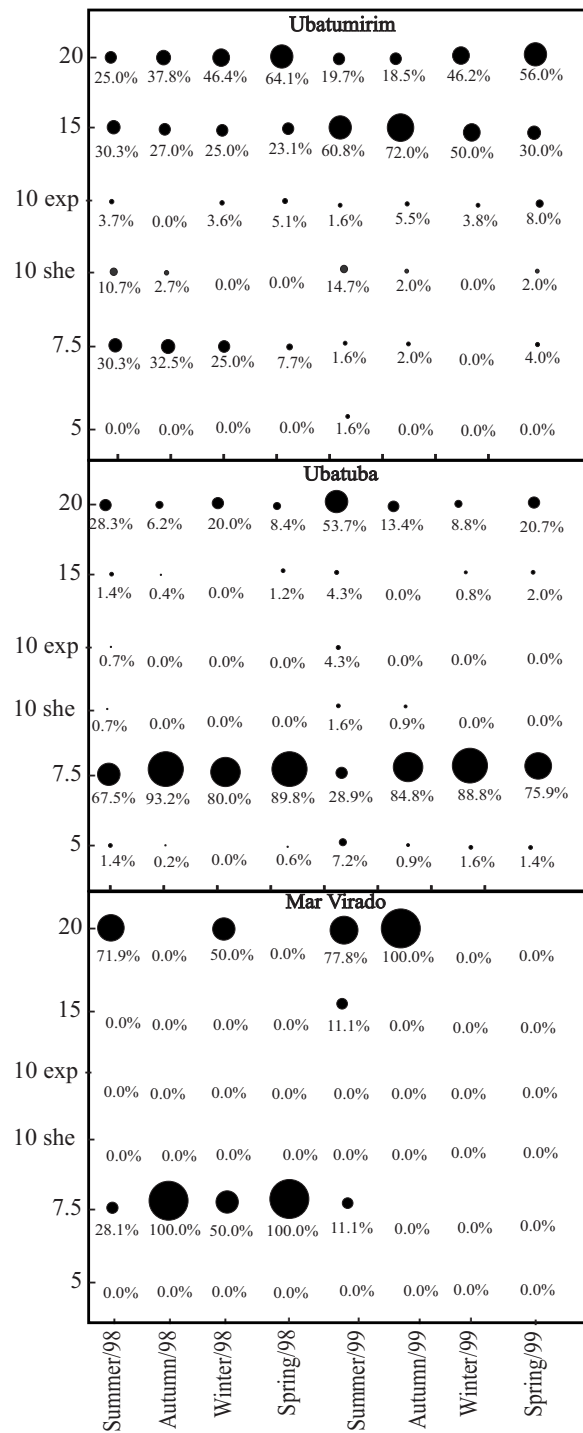 Ubatumirim
20
25.0% 37.8% 46.4% 64.1% 19.7% 18.5% 46.2% 56.0%
15
30.3% 27.0% 25.0% 23.1% 60.8% 72.0% 50.0% 30.0%
10 exp
3.7% 0.0% 3.6% 5.1% 1.6% 5.5% 3.8% 8.0%
10 she
10.7% 2.7% 0.0% 0.0% 14.7% 2.0% 0.0% 2.0%
7.5
30.3% 32.5% 25.0% 7.7% 1.6% 2.0% 0.0% 4.0%
5
0.0% 0.0% 0.0% 0.0% 1.6% 0.0% 0.0% 0.0%
Ubatuba
20
28.3% 6.2% 20.0% 8.4% 53.7% 13.4% 8.8% 20.7%
15
1.4% 0.4% 0.0% 1.2% 4.3% 0.0% 0.8% 2.0%
10 exp
0.7% 0.0% 0.0% 0.0% 4.3% 0.0% 0.0% 0.0%
10 she
0.7% 0.0% 0.0% 0.0% 1.6% 0.9% 0.0% 0.0%
7.5
67.5% 93.2% 80.0% 89.8% 28.9% 84.8% 88.8% 75.9%
5
1.4% 0.2% 0.0% 0.6% 7.2% 0.9% 1.6% 1.4%
Mar Virado
20
71.9% 0.0% 50.0% 0.0% 77.8% 100.0% 0.0% 0.0%
15
0.0% 0.0% 0.0% 0.0% 11.1% 0.0% 0.0% 0.0%
10 exp
0.0% 0.0% 0.0% 0.0% 0.0% 0.0% 0.0% 0.0%
10 she
0.0% 0.0% 0.0% 0.0% 0.0% 0.0% 0.0% 0.0%
7.5
28.1% 100.0% 50.0% 100.0% 11.1% 0.0% 0.0% 0.0%
5
0.0% 0.0% 0.0% 0.0% 0.0% 0.0% 0.0% 0.0%
Summer/98
Autumn/98
Winter/98
Spring/98
Summer/99
Autumn/99
Winter/99
Spring/99